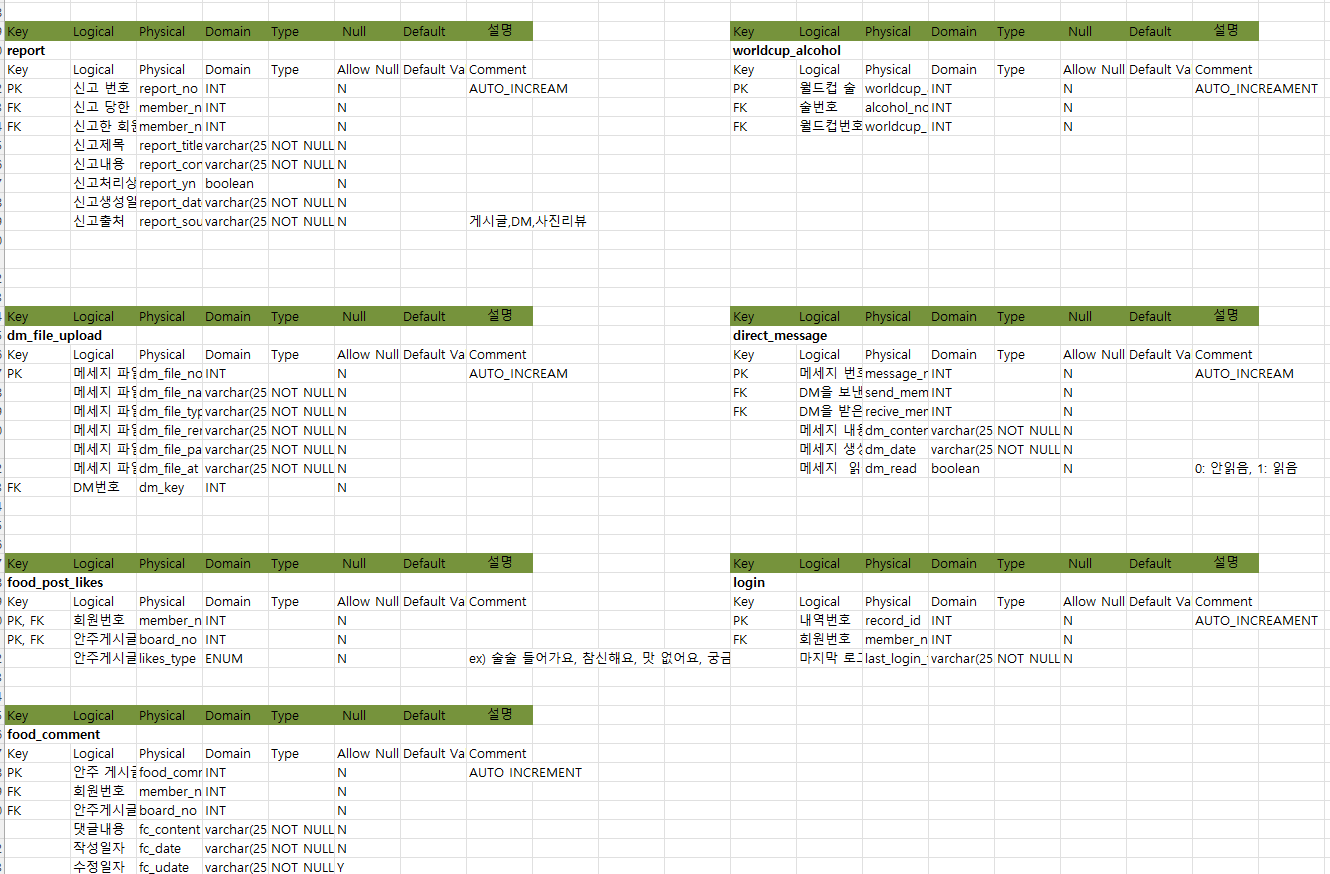 Key Logical Physical Domain Type Null Default 설명
report
Key Logical Physical Domain Type Allow Null Default Va Comment
PK 신고 번호 report_no INT N AUTO_INCREAM
FK 신고 당한 member_n INT N
FK 신고한 회원 member_n INT N
신고제목 report_title varchar(25 NOT NULL N
신고내용 report_con varchar(25 NOT NULL N
신고처리상 report_yn boolean N
신고생성일 report_dat varchar(25 NOT NULL N
신고출처 report_sou varchar(25 NOT NULL N 게시글,DM,사진리뷰
Key Logical Physical Domain Type Null Default 설명
worldcup_alcohol
Key Logical Physical Domain Type Allow Null Default Va Comment
PK 월드컵 술 worldcup_ INT N AUTO_INCREAMENT
FK 술번호 alcohol_no INT N
FK 월드컵번호 worldcup_ INT N
Key Logical Physical Domain Type Null Default 설명
dm_file_upload
Key Logical Physical Domain Type Allow Null Default Va Comment
PK 메세지 파일 dm_file_no INT N AUTO_INCREAM
메세지 파일 dm_file_na varchar(25 NOT NULL N
메세지 파일 dm_file_typ varchar(25 NOT NULL N
메세지 파일 dm_file_rer varchar(25 NOT NULL N
메세지 파일 dm_file_pa varchar(25 NOT NULL N
메세지 파일 dm_file_at varchar(25 NOT NULL N
FK DM번호 dm_key INT N
Key Logical Physical Domain Type Null Default 설명
direct_message
Key Logical Physical Domain Type Allow Null Default Va Comment
PK 메세지 번호 message_n INT N AUTO_INCREAM
FK DM을 보낸 send_mem INT N
FK DM을 받은 recive_mer INT N
메세지 내용 dm_conter varchar(25 NOT NULL N
메세지 생성 dm_date varchar(25 NOT NULL N
메세지 읽 dm_read boolean N 0: 안읽음, 1: 읽음
Key Logical Physical Domain Type Null Default 설명
food_post_likes
Key Logical Physical Domain Type Allow Null Default Va Comment
PK, FK 회원번호 member_n INT N
PK, FK 안주게시글 board_no INT N
안주게시글 likes_type ENUM N ex) 술술 들어가요, 참신해요, 맛 없어요, 궁금
Key Logical Physical Domain Type Null Default 설명
login
Key Logical Physical Domain Type Allow Null Default Va Comment
PK 내역번호 record_id INT N AUTO_INCREAMENT
FK 회원번호 member_n INT N
마지막 로그 last_login_ varchar(25 NOT NULL N
Key Logical Physical Domain Type Null Default 설명
food_comment
Key Logical Physical Domain Type Allow Null Default Va Comment
PK 안주 게시글 food_comr INT N AUTO INCREMENT
FK 회원번호 member_n INT N
FK 안주게시글 board_no INT N
댓글내용 fc_content varchar(25 NOT NULL N
작성일자 fc_date varchar(25 NOT NULL N
수정일자 fc_udate varchar(25 NOT NULL Y